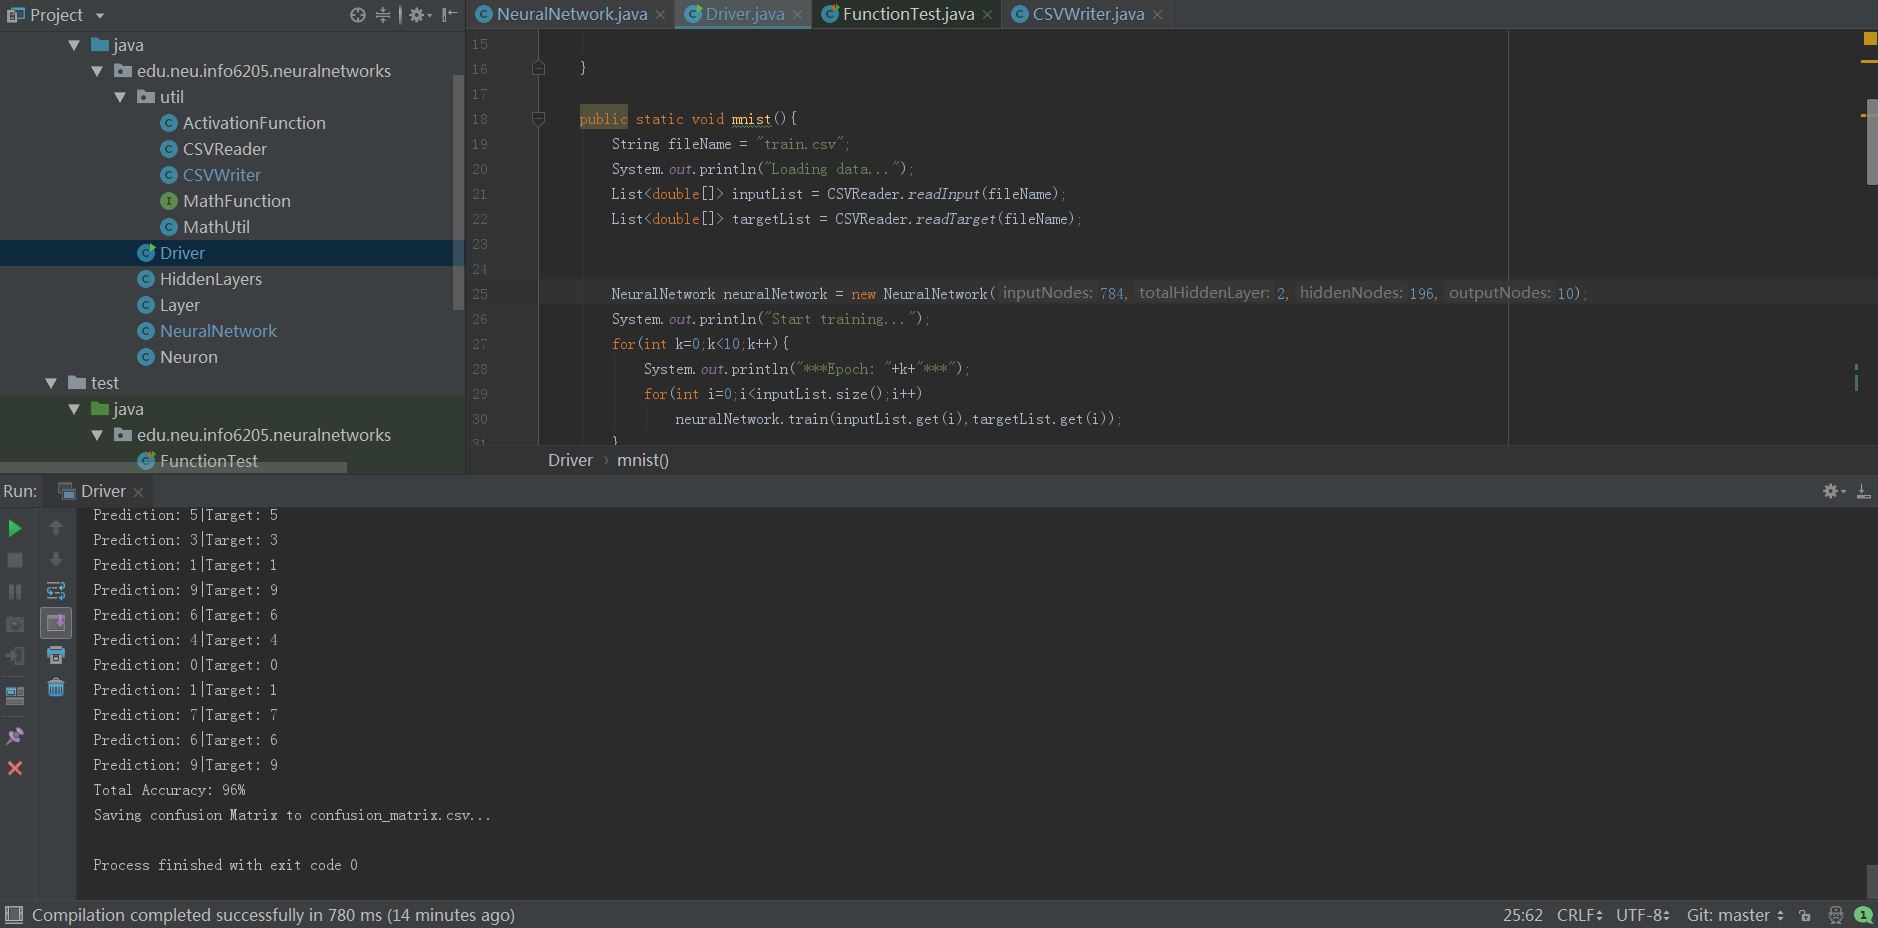 Project
java
edu.neu.info6205.neuralnetworks
util
ActivationFunction
CSVReader
CSVWriter
MathFunction
MathUtil
Driver
HiddenLayers
Layer
NeuralNetwork
Neuron
test
java
edu.neu.info6205.neuralnetworks
FunctionTest
NeuralNetwork.java Driver.java FunctionTest.java CSVWriter.java
15
16 }
17
18 public static void mnist(){
19 String fileName = "train.csv";
20 System.out.println("Loading data...");
21 List<double[]> inputList = CSVReader.readInput(fileName);
22 List<double[]> targetList = CSVReader.readTarget(fileName);
23
24
25 NeuralNetwork neuralNetwork = new NeuralNetwork( inputNodes: 784, totalHiddenLayer: 2, hiddenNodes: 196, outputNodes: 10);
26 System.out.println("Start training...");
27 for(int k=0;k<10;k++){
28 System.out.println("***Epoch: "+k+"***");
29 for(int i=0;i<inputList.size();i++)
30 neuralNetwork.train(inputList.get(i),targetList.get(i));
31 }
Driver › mnist()
Run: Driver
Prediction: 5|Target: 5
Prediction: 3|Target: 3
Prediction: 1|Target: 1
Prediction: 9|Target: 9
Prediction: 6|Target: 6
Prediction: 4|Target: 4
Prediction: 0|Target: 0
Prediction: 1|Target: 1
Prediction: 7|Target: 7
Prediction: 6|Target: 6
Prediction: 9|Target: 9
Total Accuracy: 96%
Saving confusion Matrix to confusion_matrix.csv...
Process finished with exit code 0
Compilation completed successfully in 780 ms (14 minutes ago)
25:62 CRLF UTF-8 Git: master 1